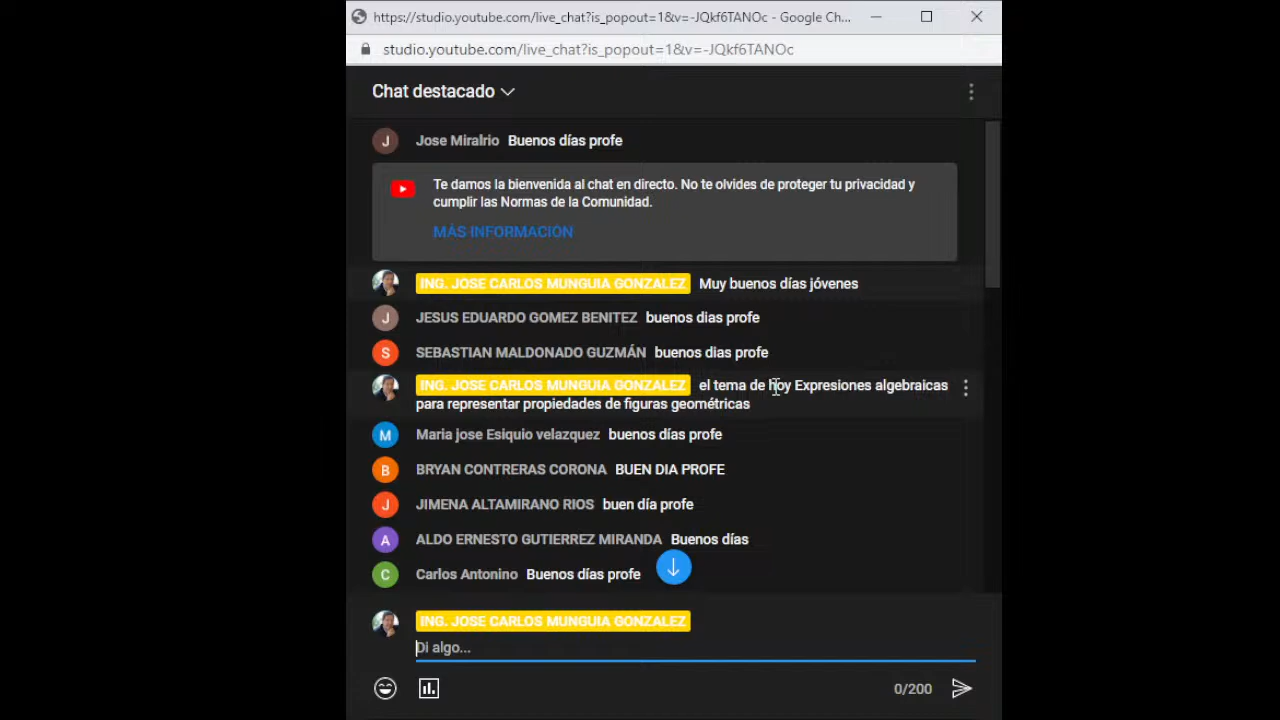 https://studio.youtube.com/live_chat?is_popout=1&v=-JQkf6TANOc - Google Ch...
studio.youtube.com/live_chat?is_popout=1&v=-JQkf6TANOc
Chat destacado
J Jose Miralrio Buenos días profe
Te damos la bienvenida al chat en directo. No te olvides de proteger tu privacidad y
cumplir las Normas de la Comunidad.
MÁS INFORMACIÓN
ING. JOSE CARLOS MUNGUIA GONZALEZ Muy buenos días jóvenes
J JESUS EDUARDO GOMEZ BENITEZ buenos dias profe
S SEBASTIAN MALDONADO GUZMÁN buenos dias profe
ING. JOSE CARLOS MUNGUIA GONZALEZ el tema de hoy Expresiones algebraicas
para representar propiedades de figuras geométricas
M Maria jose Esiquio velazquez buenos días profe
B BRYAN CONTRERAS CORONA BUEN DIA PROFE
J JIMENA ALTAMIRANO RIOS buen día profe
A ALDO ERNESTO GUTIERREZ MIRANDA Buenos días
C Carlos Antonino Buenos días profe
ING. JOSE CARLOS MUNGUIA GONZALEZ
Di algo...
0/200